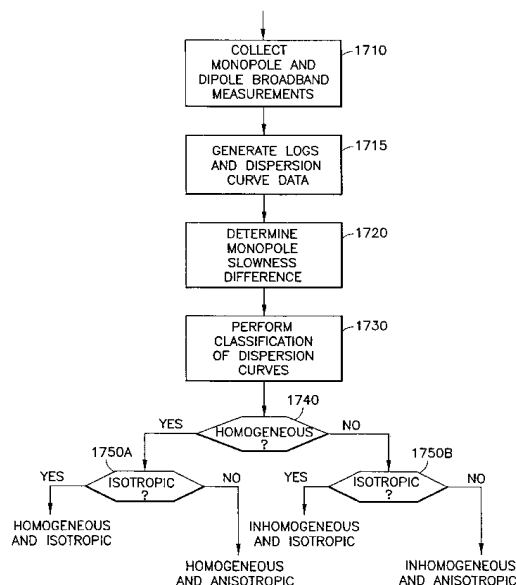 COLLECT
MONOPOLE AND
DIPOLE BROADBAND
MEASUREMENTS
1710
GENERATE LOGS
AND DISPERSION
CURVE DATA
1715
DETERMINE
MONOPOLE
SLOWNESS
DIFFERENCE
1720
PERFORM
CLASSIFICATION
OF DISPERSION
CURVES
1730
1740
YES
HOMOGENEOUS
?
NO
1750A
YES
ISOTROPIC
?
NO
1750B
YES
ISOTROPIC
?
NO
HOMOGENEOUS
AND ISOTROPIC
HOMOGENEOUS
AND ANISOTROPIC
INHOMOGENEOUS
AND ISOTROPIC
INHOMOGENEOUS
AND ANISOTROPIC